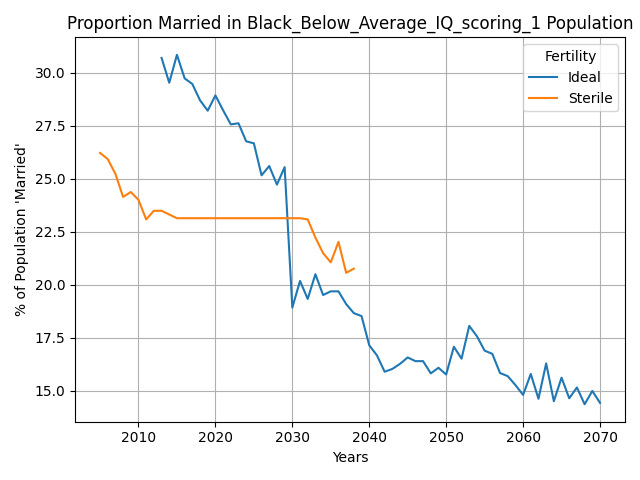 Proportion Married in Black_Below_Average_IQ_scoring_1 Population
Fertility
Ideal
Sterile
% of Population 'Married'
30.0
27.5
25.0
22.5
20.0
17.5
15.0
2010
2020
2030
2040
2050
2060
2070
Years